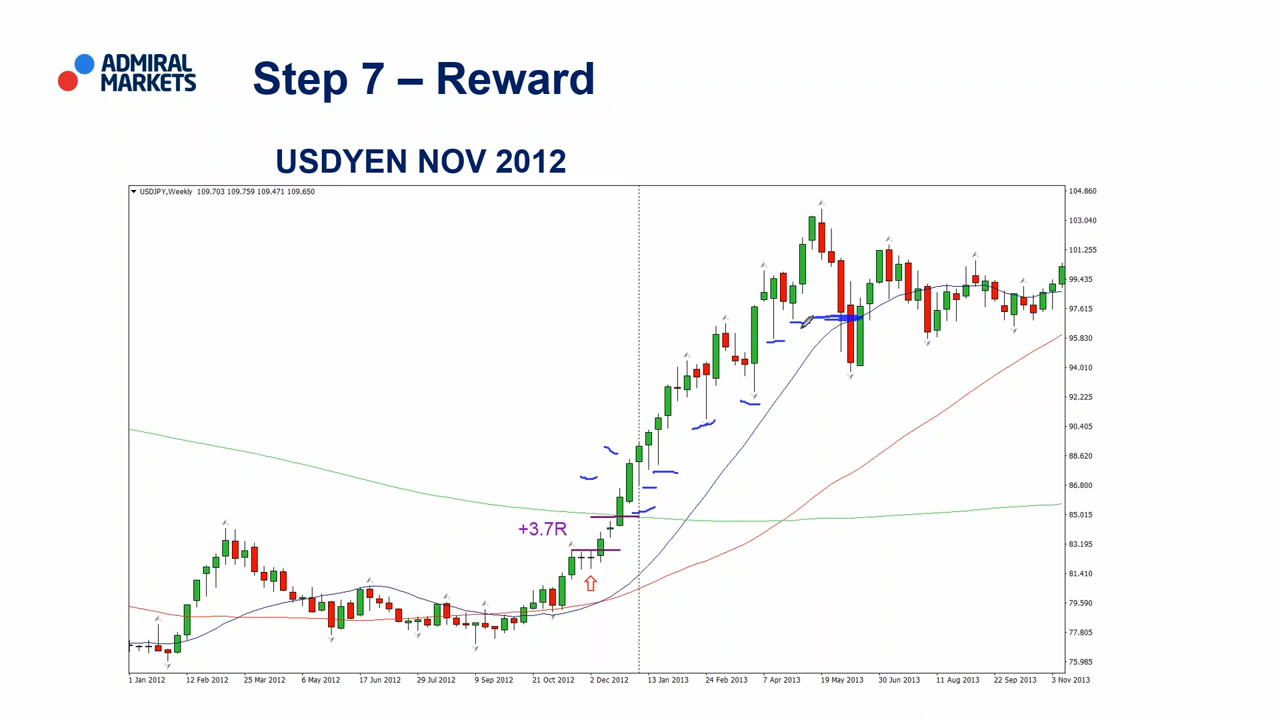 ADMIRAL
MARKETS
Step 7 – Reward
USDYEN NOV 2012
USDJPY,Weekly 109.703 109.759 109.471 109.650
104.860
103.040
101.255
99.435
97.615
95.830
94.010
92.225
90.405
88.620
86.800
85.015
83.195
81.410
79.590
77.805
75.985
+3.7R
1 Jan 2012 12 Feb 2012 25 Mar 2012 6 May 2012 17 Jun 2012 29 Jul 2012 9 Sep 2012 21 Oct 2012 2 Dec 2012 13 Jan 2013 24 Feb 2013 7 Apr 2013 19 May 2013 30 Jun 2013 11 Aug 2013 22 Sep 2013 3 Nov 2013